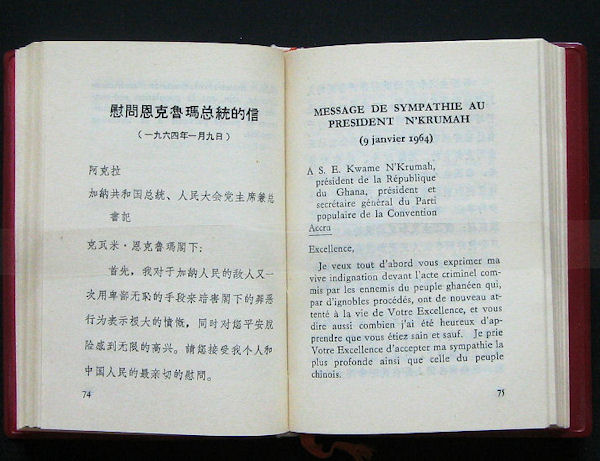 慰問恩克魯瑪总統的信
（一九六四年一月九日）
阿克拉
加納共和国总統、人民大会党主席兼总
書記
克瓦米·恩克魯瑪閣下：
首先，我对于加納人民的敌人又一
次用卑鄙无恥的手段来暗害閣下的罪恶
行为表示极大的憤慨，同时对您平安脫
险感到无限的高兴。請您接受我个人和
中国人民的最亲切的慰問。
74
MESSAGE DE SYMPATHIE AU
PRESIDENT N'KRUMAH
(9 janvier 1964)
A S. E. Kwame N'Krumah,
président de la République
du Ghana, président et
secrétaire général du Parti
populaire de la Convention
Accra
Excellence,
Je veux tout d'abord vous exprimer ma
vive indignation devant l'acte criminel com-
mis par les ennemis du peuple ghanéen qui,
par d'ignobles procédés, ont de nouveau at-
tenté à la vie de Votre Excellence, et vous
dire aussi combien j'ai été heureux d'ap-
prendre que vous étiez sain et sauf. Je prie
Votre Excellence d'accepter ma sympathie la
plus profonde ainsi que celle du peuple
chinois.
75